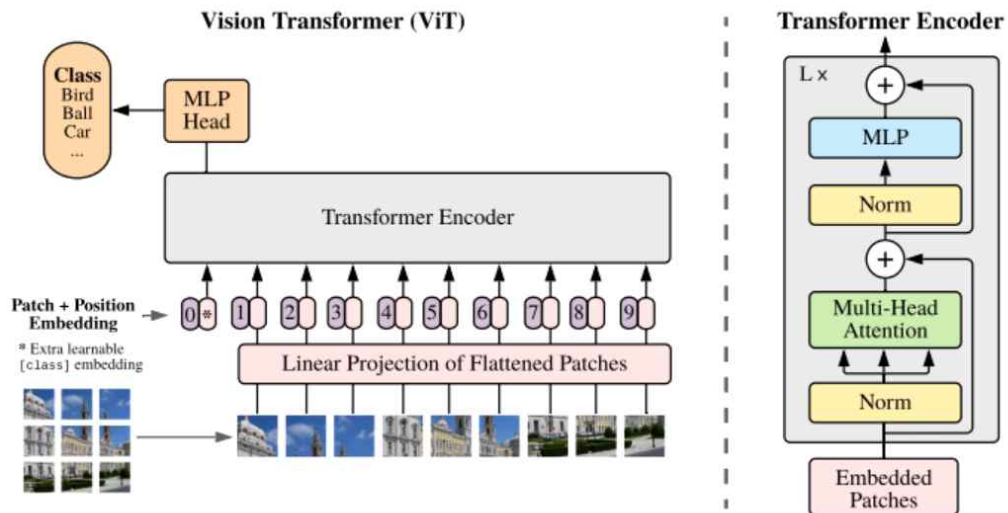 Vision Transformer (ViT)
Class
Bird
Ball
Car
...
MLP
Head
Transformer Encoder
Patch + Position
Embedding
0 * 1 2 3 4 5 6 7 8 9
* Extra learnable
[class] embedding
Linear Projection of Flattened Patches
Transformer Encoder
L ×
+
MLP
Norm
+
Multi-Head
Attention
Norm
Embedded
Patches